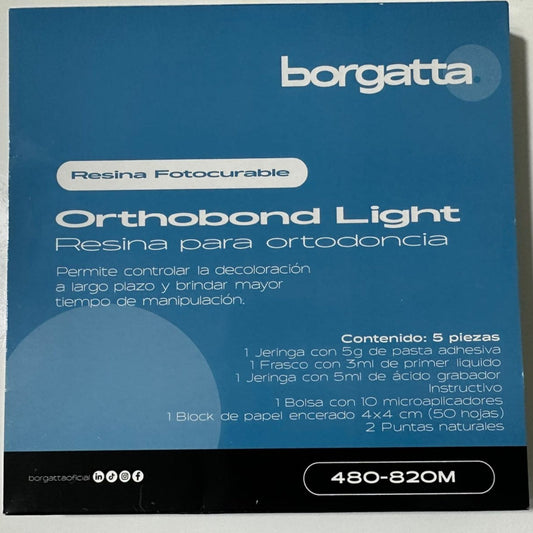 borgatta.
Resina Fotocurable
Orthobond Light
Resina para ortodoncia
Permite controlar la decoloración
a largo plazo y brindar mayor
tiempo de manipulación.
Contenido: 5 piezas
1 Jeringa con 5g de pasta adhesiva
1 Frasco con 3ml de primer liquido
1 Jeringa con 5ml de ácido grabador
Instructivo
1 Bolsa con 10 microaplicadores
1 Block de papel encerado 4x4 cm (50 hojas)
2 Puntas naturales
borgattaoficial
480-820M